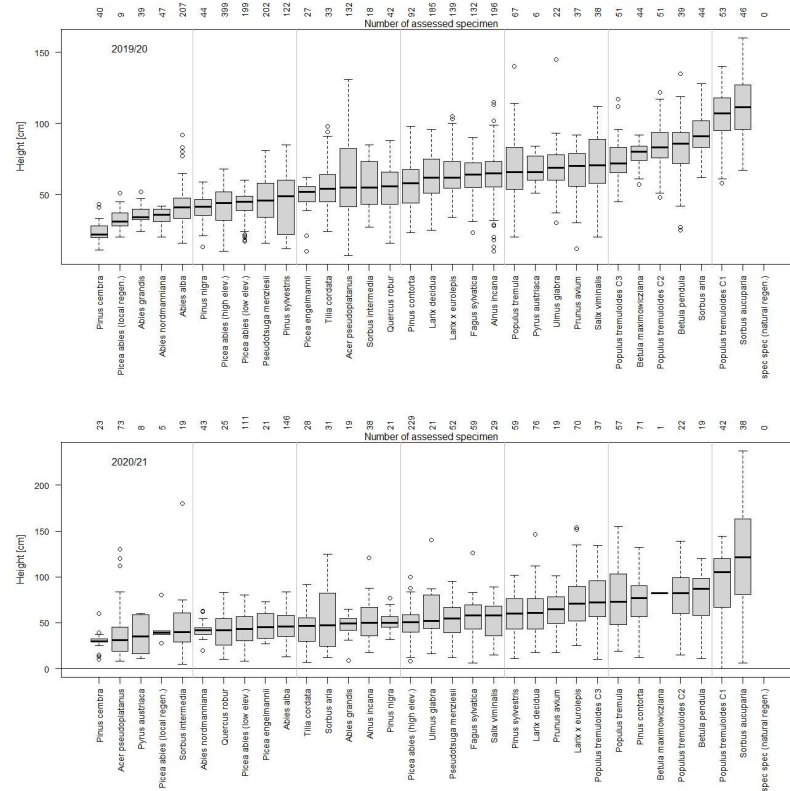 40 9 39 47 207 44 399 199 202 122 27 33 132 18 42 92 185 139 132 196 67 6 22 37 38 51 44 51 39 44 53 46 0
Number of assessed specimen
2019/20
150
100
50
Height [cm]
Pinus cembra
Picea abies (local regen.)
Abies grandis
Abies nordmanniana
Abies alba
Pinus nigra
Picea abies (high elev.)
Picea abies (low elev.)
Pseudotsuga menziesii
Pinus sylvestris
Picea engelmannii
Tilia cordata
Acer pseudoplatanus
Sorbus intermedia
Quercus robur
Pinus contorta
Larix decidua
Larix x eurolepis
Fagus sylvatica
Alnus incana
Populus tremula
Pyrus austriaca
Ulmus glabra
Prunus avium
Salix viminalis
Populus tremuloides C3
Betula maximowicziana
Populus tremuloides C2
Betula pendula
Sorbus aria
Populus tremuloides C1
Sorbus aucuparia
spec spec (natural regen.)
23 73 8 5 19 43 25 111 21 146 28 31 19 38 21 229 21 52 59 29 59 76 19 70 37 57 71 1 22 19 42 38 0
Number of assessed specimen
2020/21
200
150
100
50
0
Height [cm]
Pinus cembra
Acer pseudoplatanus
Pyrus austriaca
Picea abies (local regen.)
Sorbus intermedia
Abies nordmanniana
Quercus robur
Picea abies (low elev.)
Picea engelmannii
Abies alba
Tilia cordata
Sorbus aria
Abies grandis
Alnus incana
Pinus nigra
Picea abies (high elev.)
Ulmus glabra
Pseudotsuga menziesii
Fagus sylvatica
Salix viminalis
Pinus sylvestris
Larix decidua
Prunus avium
Larix x eurolepis
Populus tremuloides C3
Populus tremula
Pinus contorta
Betula maximowicziana
Populus tremuloides C2
Betula pendula
Populus tremuloides C1
Sorbus aucuparia
spec spec (natural regen.)